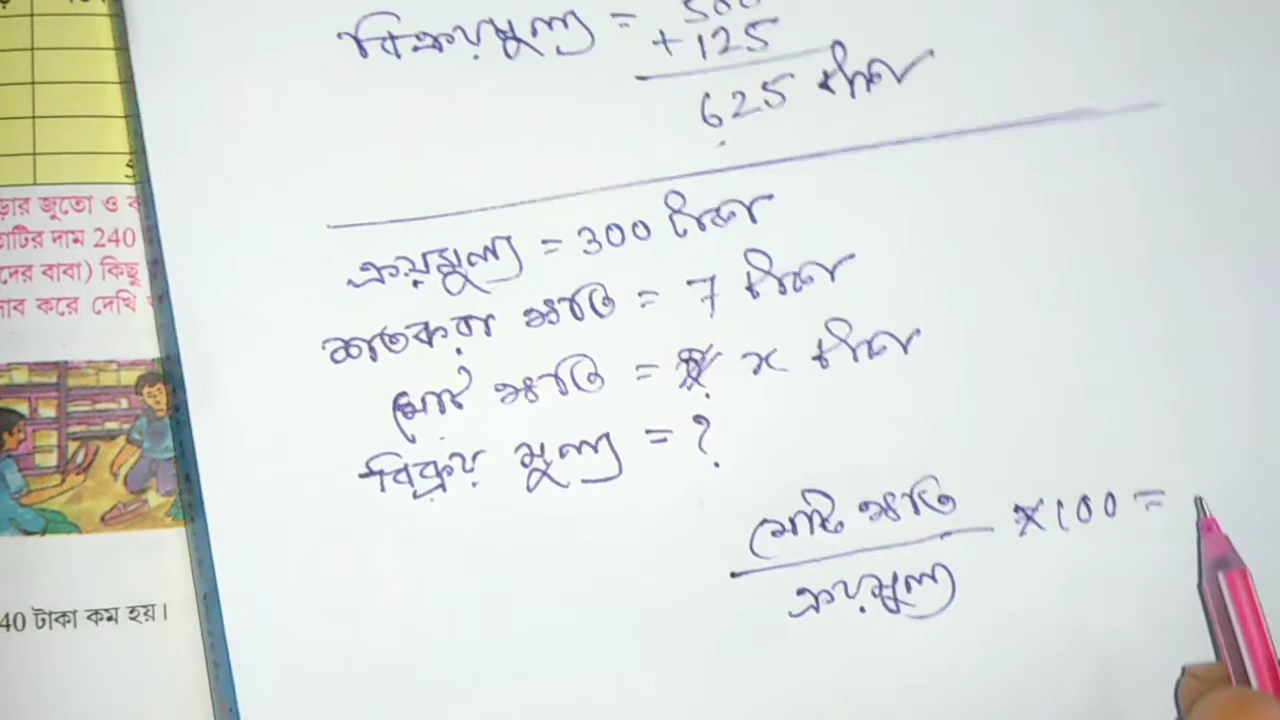 বিক্রয়মূল্য = 500
+ 125
625 টাকা
ক্রয়মূল্য = 300 টাকা
শতকরা ক্ষতি = 7 টাকা
মোট ক্ষতি = x টাকা
বিক্রয় মূল্য = ?
মোট ক্ষতি × 100 =
ক্রয়মূল্য
ড়ার জুতো ও ব
াটির দাম 240
দের বাবা) কিছু
াব করে দেখি
40 টাকা কম হয়।